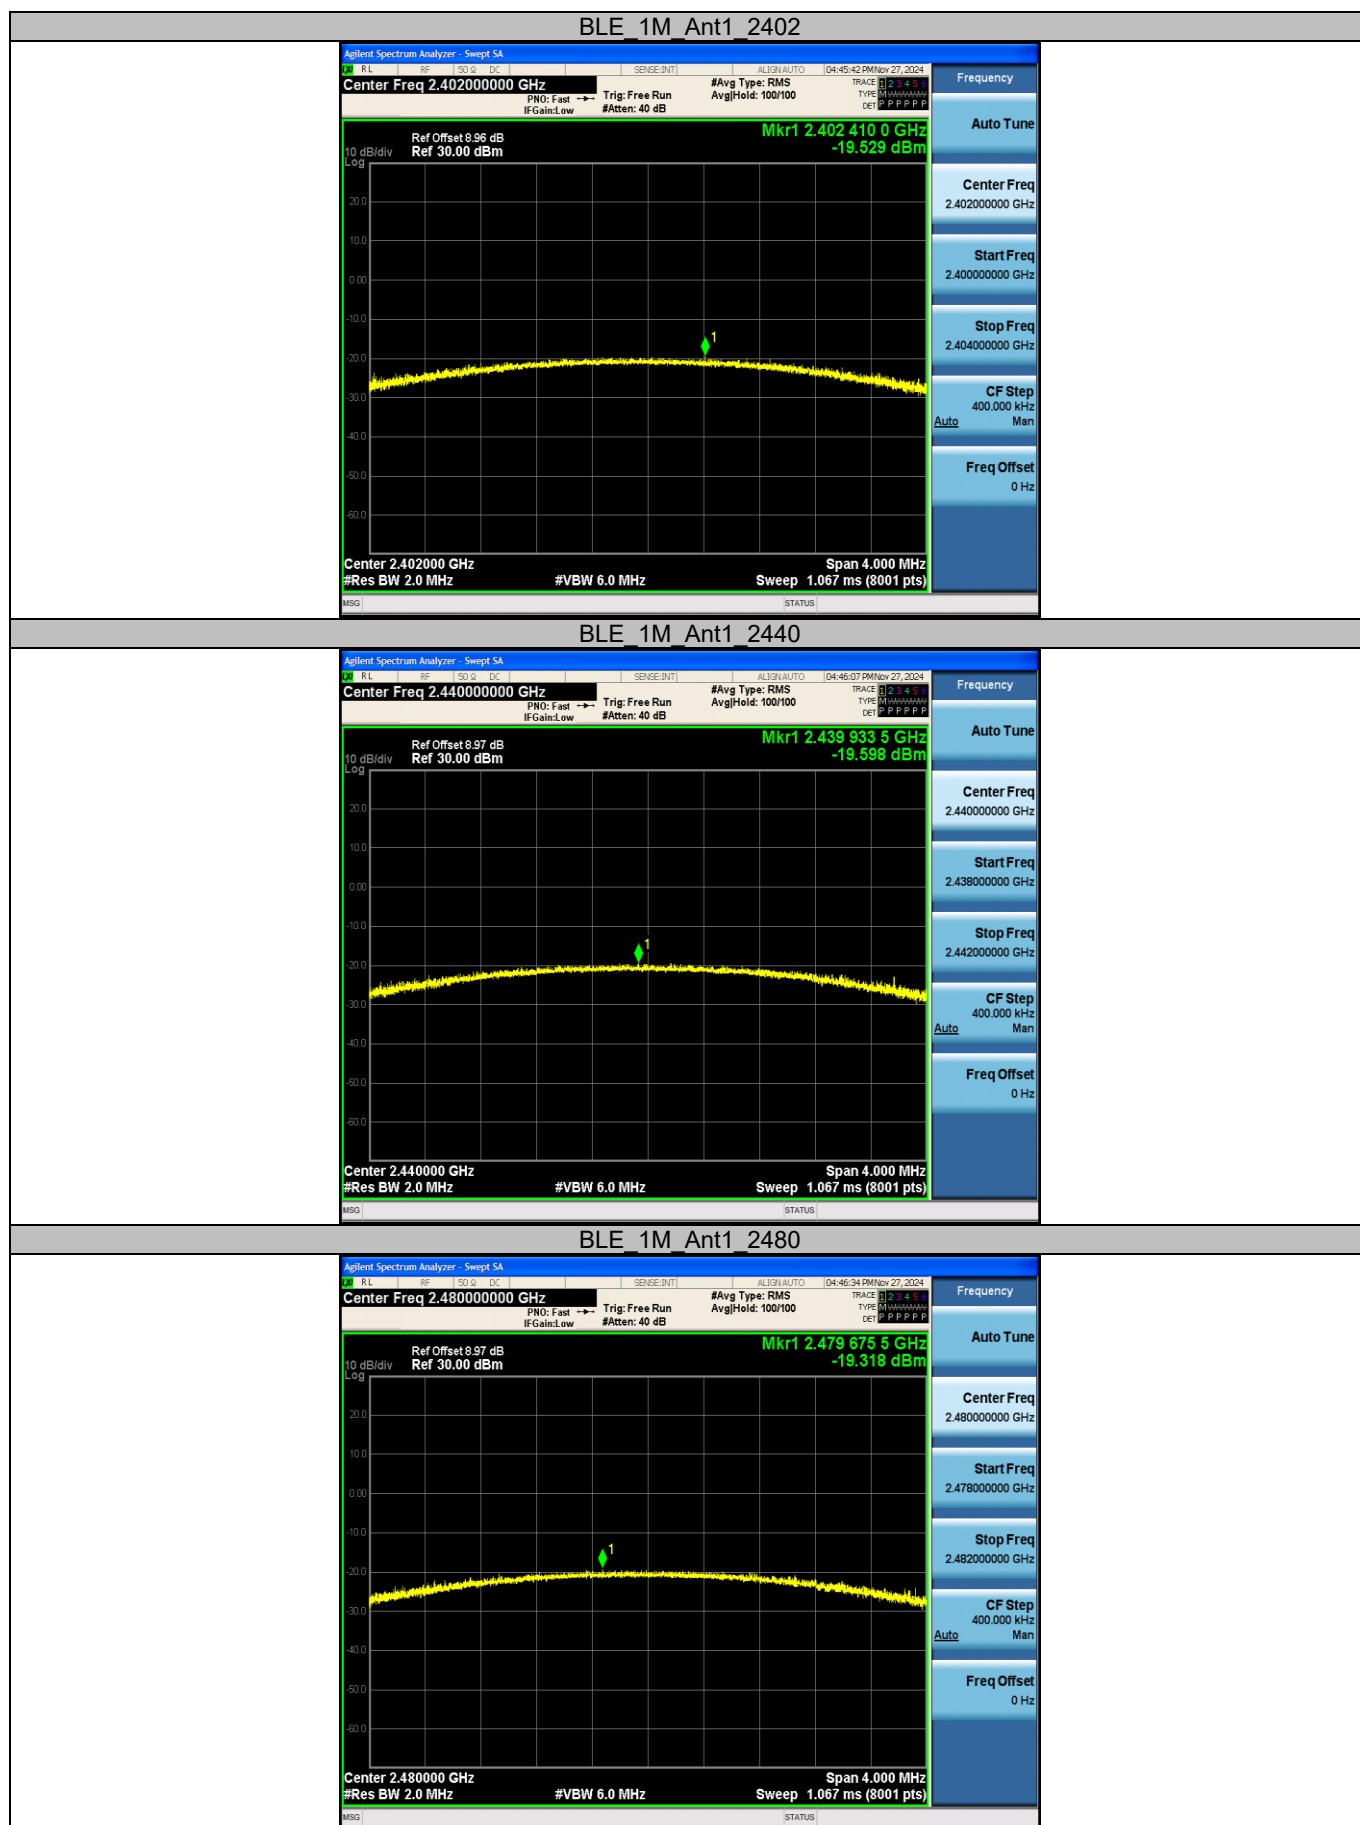 BLE_1M_Ant1_2402
Agilent Spectrum Analyzer - Swept SA
RL RF 50 Ω DC SENSE:INT ALIGN AUTO 04:45:42 PM Nov 27, 2024
Center Freq 2.402000000 GHz
#Avg Type: RMS
TRACE 1 2 3 4 5 6
PNO: Fast Trig: Free Run Avg|Hold: 100/100
TYPE M WWWWW
IFGain:Low #Atten: 40 dB
DET P P P P P P
Mkr1 2.402 410 0 GHz
-19.529 dBm
Ref Offset 8.96 dB
10 dB/div Ref 30.00 dBm
Log
20.0
10.0
0.00
-10.0
1
-20.0
-30.0
-40.0
-50.0
-60.0
Center 2.402000 GHz Span 4.000 MHz
#Res BW 2.0 MHz #VBW 6.0 MHz Sweep 1.067 ms (8001 pts)
MSG STATUS
Frequency
Auto Tune
Center Freq
2.402000000 GHz
Start Freq
2.400000000 GHz
Stop Freq
2.404000000 GHz
CF Step
400.000 kHz
Auto Man
Freq Offset
0 Hz
BLE_1M_Ant1_2440
Agilent Spectrum Analyzer - Swept SA
RL RF 50 Ω DC SENSE:INT ALIGN AUTO 04:46:07 PM Nov 27, 2024
Center Freq 2.440000000 GHz
#Avg Type: RMS
TRACE 1 2 3 4 5 6
PNO: Fast Trig: Free Run Avg|Hold: 100/100
TYPE M WWWWW
IFGain:Low #Atten: 40 dB
DET P P P P P P
Mkr1 2.439 933 5 GHz
-19.598 dBm
Ref Offset 8.97 dB
10 dB/div Ref 30.00 dBm
Log
20.0
10.0
0.00
-10.0
1
-20.0
-30.0
-40.0
-50.0
-60.0
Center 2.440000 GHz Span 4.000 MHz
#Res BW 2.0 MHz #VBW 6.0 MHz Sweep 1.067 ms (8001 pts)
MSG STATUS
Frequency
Auto Tune
Center Freq
2.440000000 GHz
Start Freq
2.438000000 GHz
Stop Freq
2.442000000 GHz
CF Step
400.000 kHz
Auto Man
Freq Offset
0 Hz
BLE_1M_Ant1_2480
Agilent Spectrum Analyzer - Swept SA
RL RF 50 Ω DC SENSE:INT ALIGN AUTO 04:46:34 PM Nov 27, 2024
Center Freq 2.480000000 GHz
#Avg Type: RMS
TRACE 1 2 3 4 5 6
PNO: Fast Trig: Free Run Avg|Hold: 100/100
TYPE M WWWWW
IFGain:Low #Atten: 40 dB
DET P P P P P P
Mkr1 2.479 675 5 GHz
-19.318 dBm
Ref Offset 8.97 dB
10 dB/div Ref 30.00 dBm
Log
20.0
10.0
0.00
-10.0
1
-20.0
-30.0
-40.0
-50.0
-60.0
Center 2.480000 GHz Span 4.000 MHz
#Res BW 2.0 MHz #VBW 6.0 MHz Sweep 1.067 ms (8001 pts)
MSG STATUS
Frequency
Auto Tune
Center Freq
2.480000000 GHz
Start Freq
2.478000000 GHz
Stop Freq
2.482000000 GHz
CF Step
400.000 kHz
Auto Man
Freq Offset
0 Hz